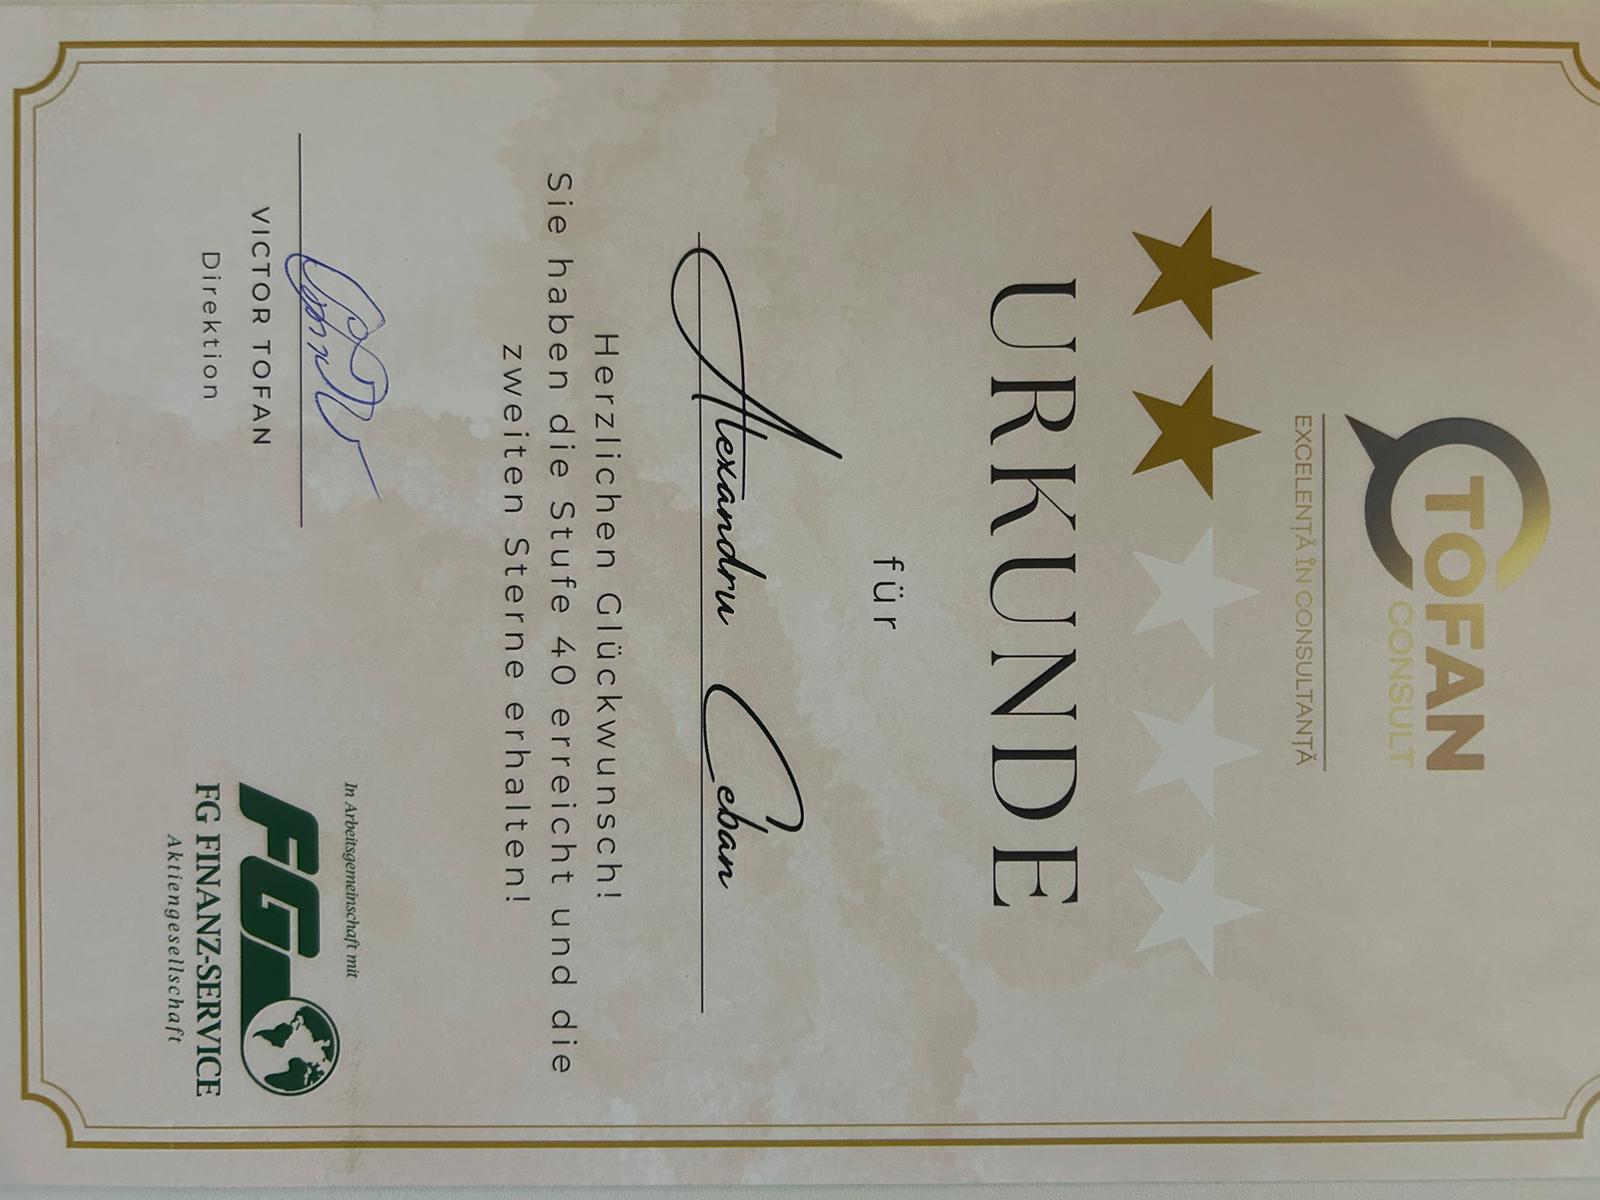 TOFAN
CONSULT
EXCELENȚĂ ÎN CONSULTANȚĂ
URKUNDE
für
Alexandru Ceban
Herzlichen Glückwunsch!
Sie haben die Stufe 40 erreicht und die
zweiten Sterne erhalten!
VICTOR TOFAN
Direktion
In Arbeitsgemeinschaft mit
FG
FG FINANZ-SERVICE
Aktiengesellschaft